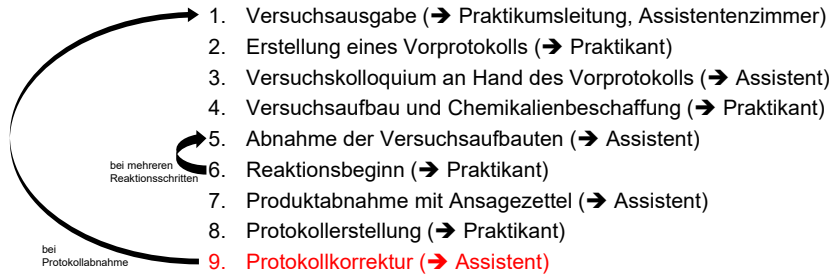 1. Versuchsausgabe (➔ Praktikumsleitung, Assistentenzimmer)
2. Erstellung eines Vorprotokolls (➔ Praktikant)
3. Versuchskolloquium an Hand des Vorprotokolls (➔ Assistent)
4. Versuchsaufbau und Chemikalienbeschaffung (➔ Praktikant)
5. Abnahme der Versuchsaufbauten (➔ Assistent)
bei mehreren
Reaktionsschritten
6. Reaktionsbeginn (➔ Praktikant)
7. Produktabnahme mit Ansagezettel (➔ Assistent)
8. Protokollerstellung (➔ Praktikant)
bei
Protokollabnahme
9. Protokollkorrektur (➔ Assistent)